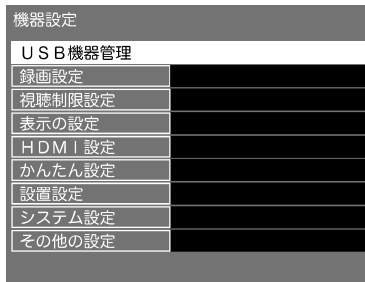 機器設定
ＵＳＢ機器管理
録画設定
視聴制限設定
表示の設定
ＨＤＭＩ設定
かんたん設定
設置設定
システム設定
その他の設定